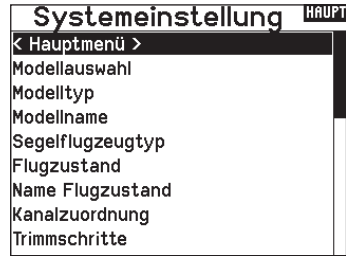 Systemeinstellung HAUPT
< Hauptmenü >
Modellauswahl
Modelltyp
Modellname
Segelflugzeugtyp
Flugzustand
Name Flugzustand
Kanalzuordnung
Trimmschritte